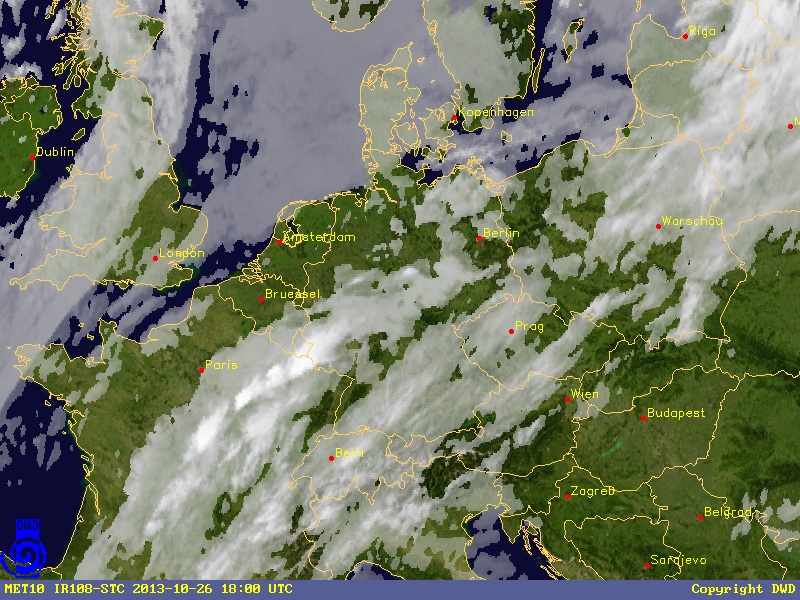 Riga
Kopenhagen
M
Dublin
Warschau
Berlin
Amsterdam
London
Bruessel
Prag
Paris
Wien
Budapest
Bern
Zagreb
Belgrad
DWD
Sarajevo
MET10 IR108-STC 2013-10-26 18:00 UTC
Copyright DWD